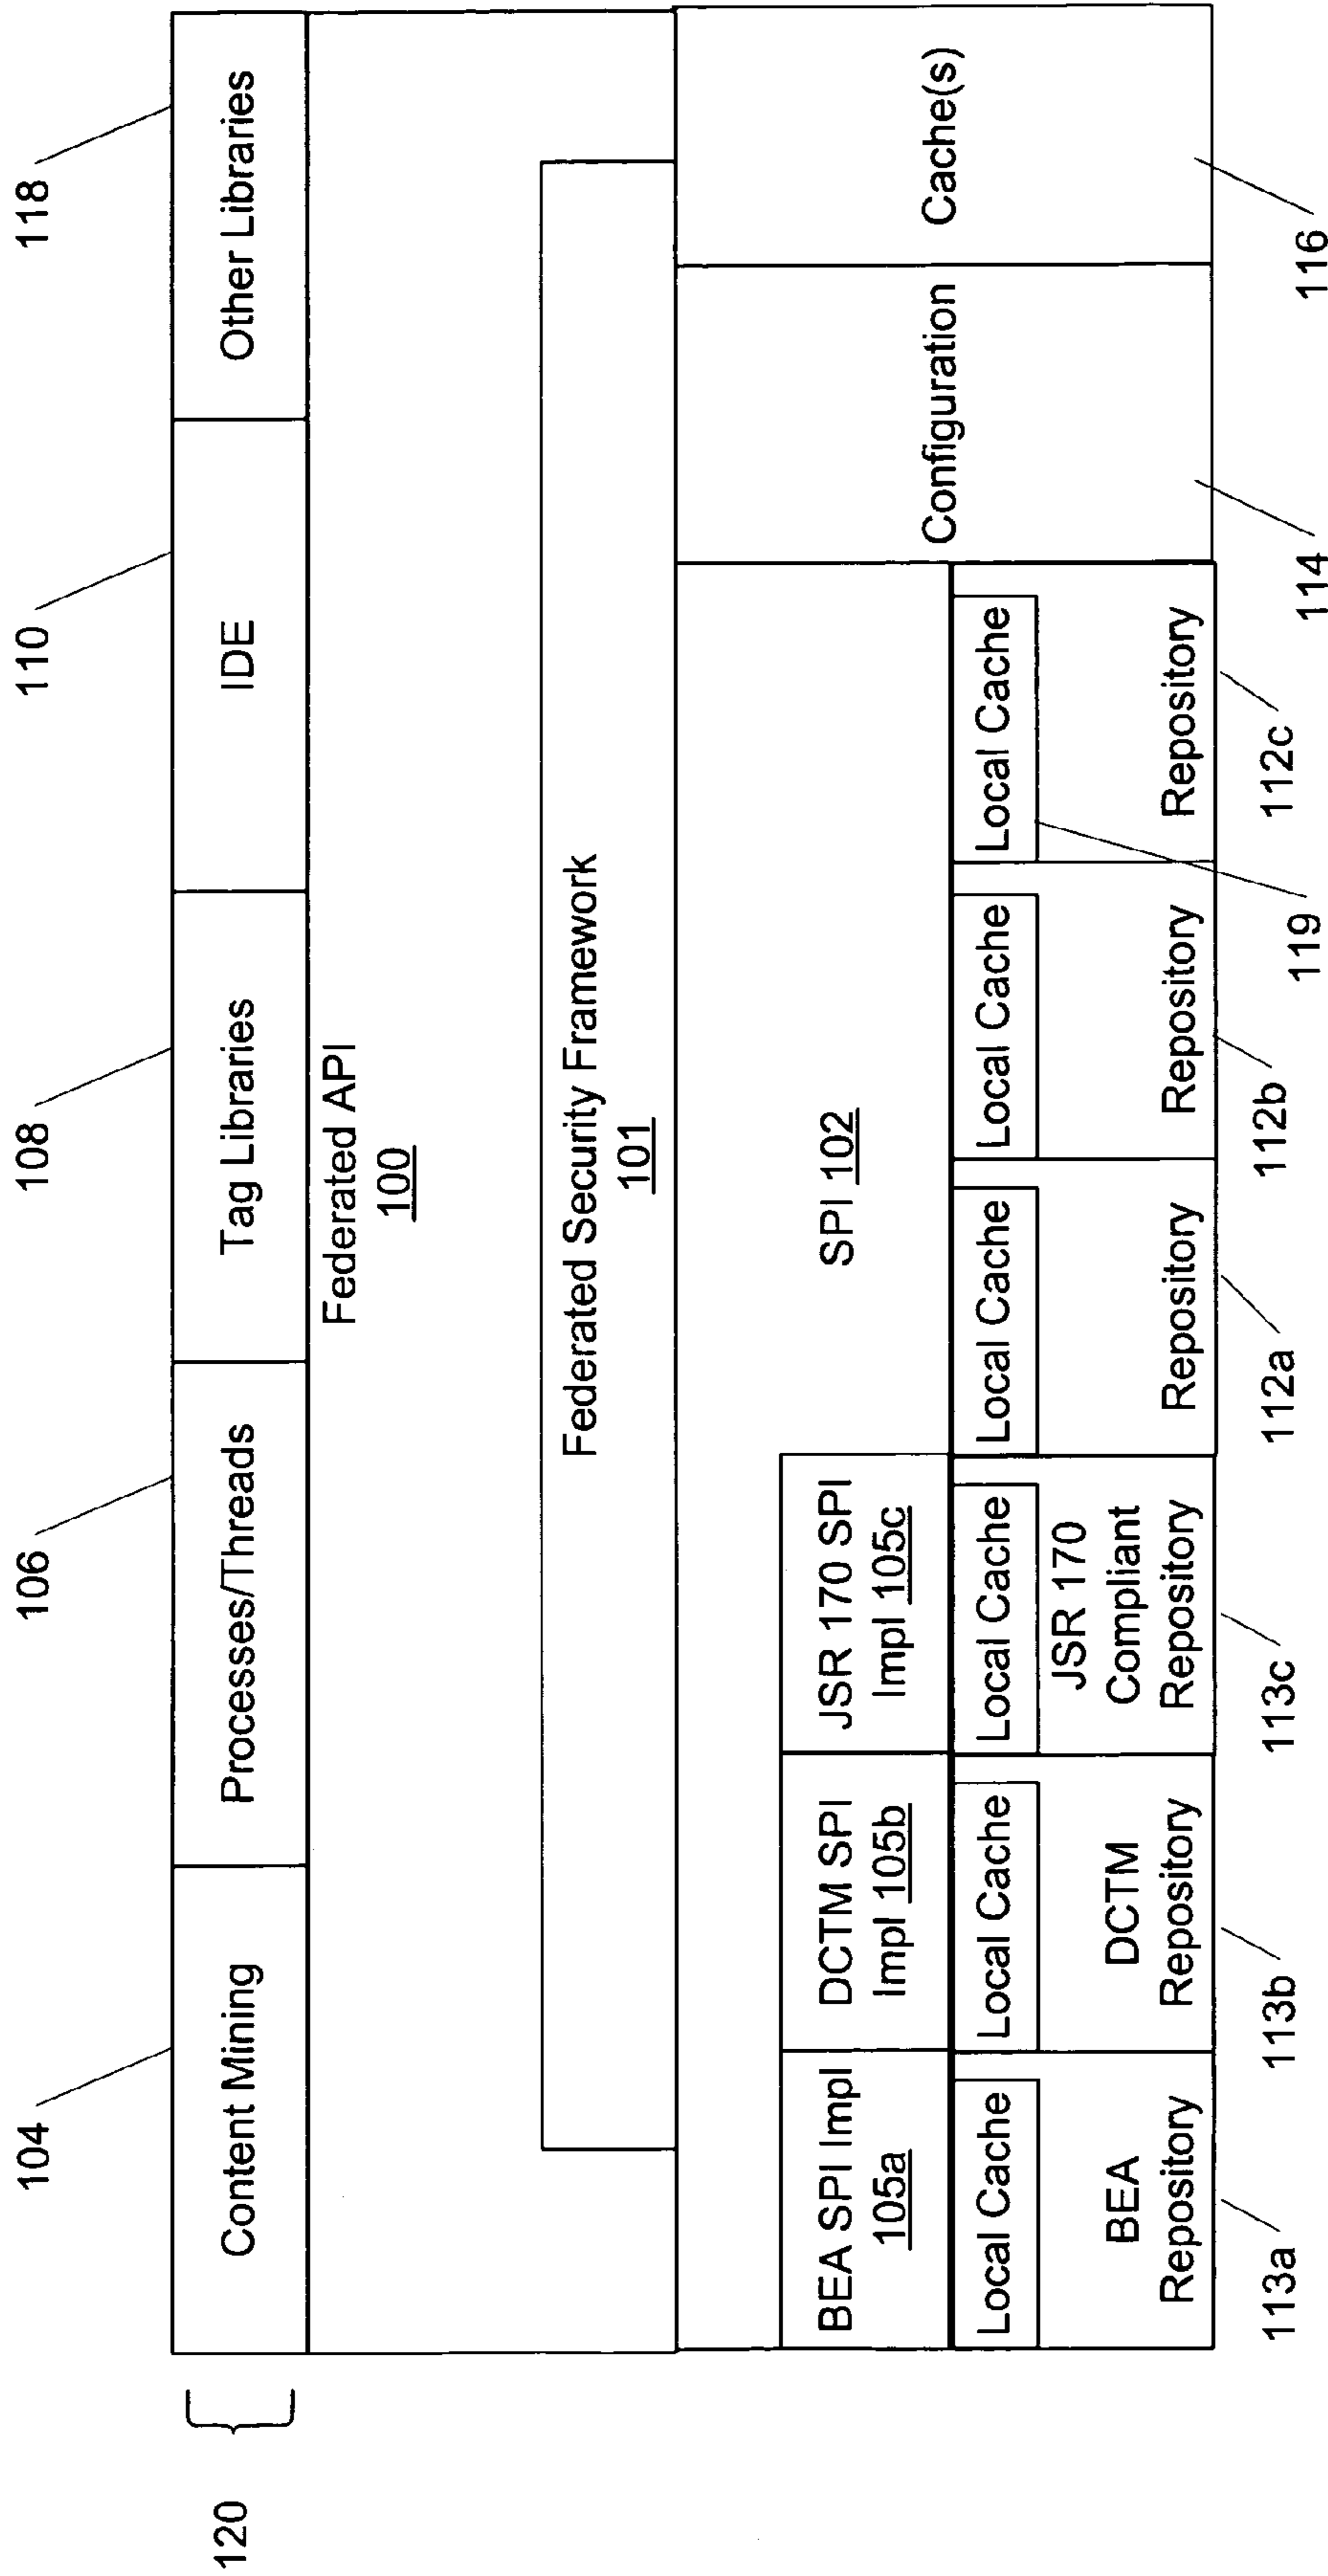 104
106
108
110
118
120
Content Mining
Processes/Threads
Tag Libraries
IDE
Other Libraries
Federated API
100
Federated Security Framework
101
SPI 102
BEA SPI Impl
105a
DCTM SPI
Impl 105b
JSR 170 SPI
Impl 105c
Configuration
Cache(s)
Local Cache
Local Cache
Local Cache
Local Cache
Local Cache
Local Cache
BEA
Repository
DCTM
Repository
JSR 170
Compliant
Repository
Repository
Repository
Repository
113a
113b
113c
112a
112b
119
112c
114
116